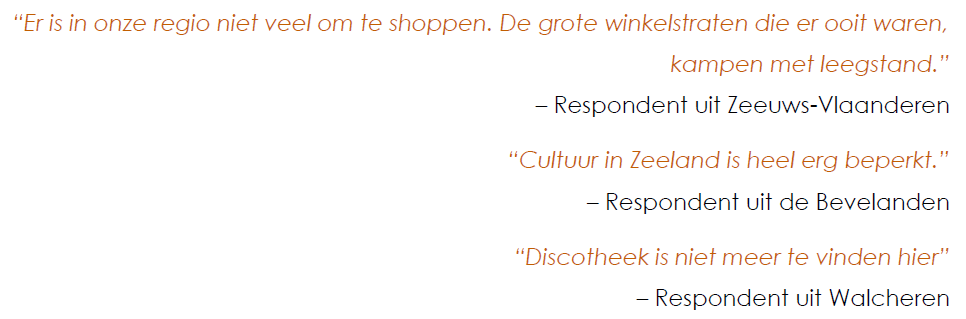 “Er is in onze regio niet veel om te shoppen. De grote winkelstraten die er ooit waren,
kampen met leegstand.”
– Respondent uit Zeeuws-Vlaanderen
“Cultuur in Zeeland is heel erg beperkt.”
– Respondent uit de Bevelanden
“Discotheek is niet meer te vinden hier”
– Respondent uit Walcheren